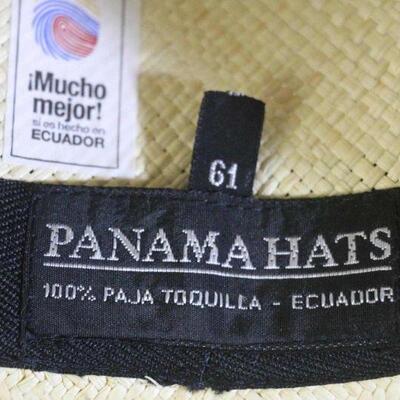 ¡Mucho
mejor!
si es hecho en
ECUADOR
61
PANAMA HATS
100% PAJA TOQUILLA - ECUADOR